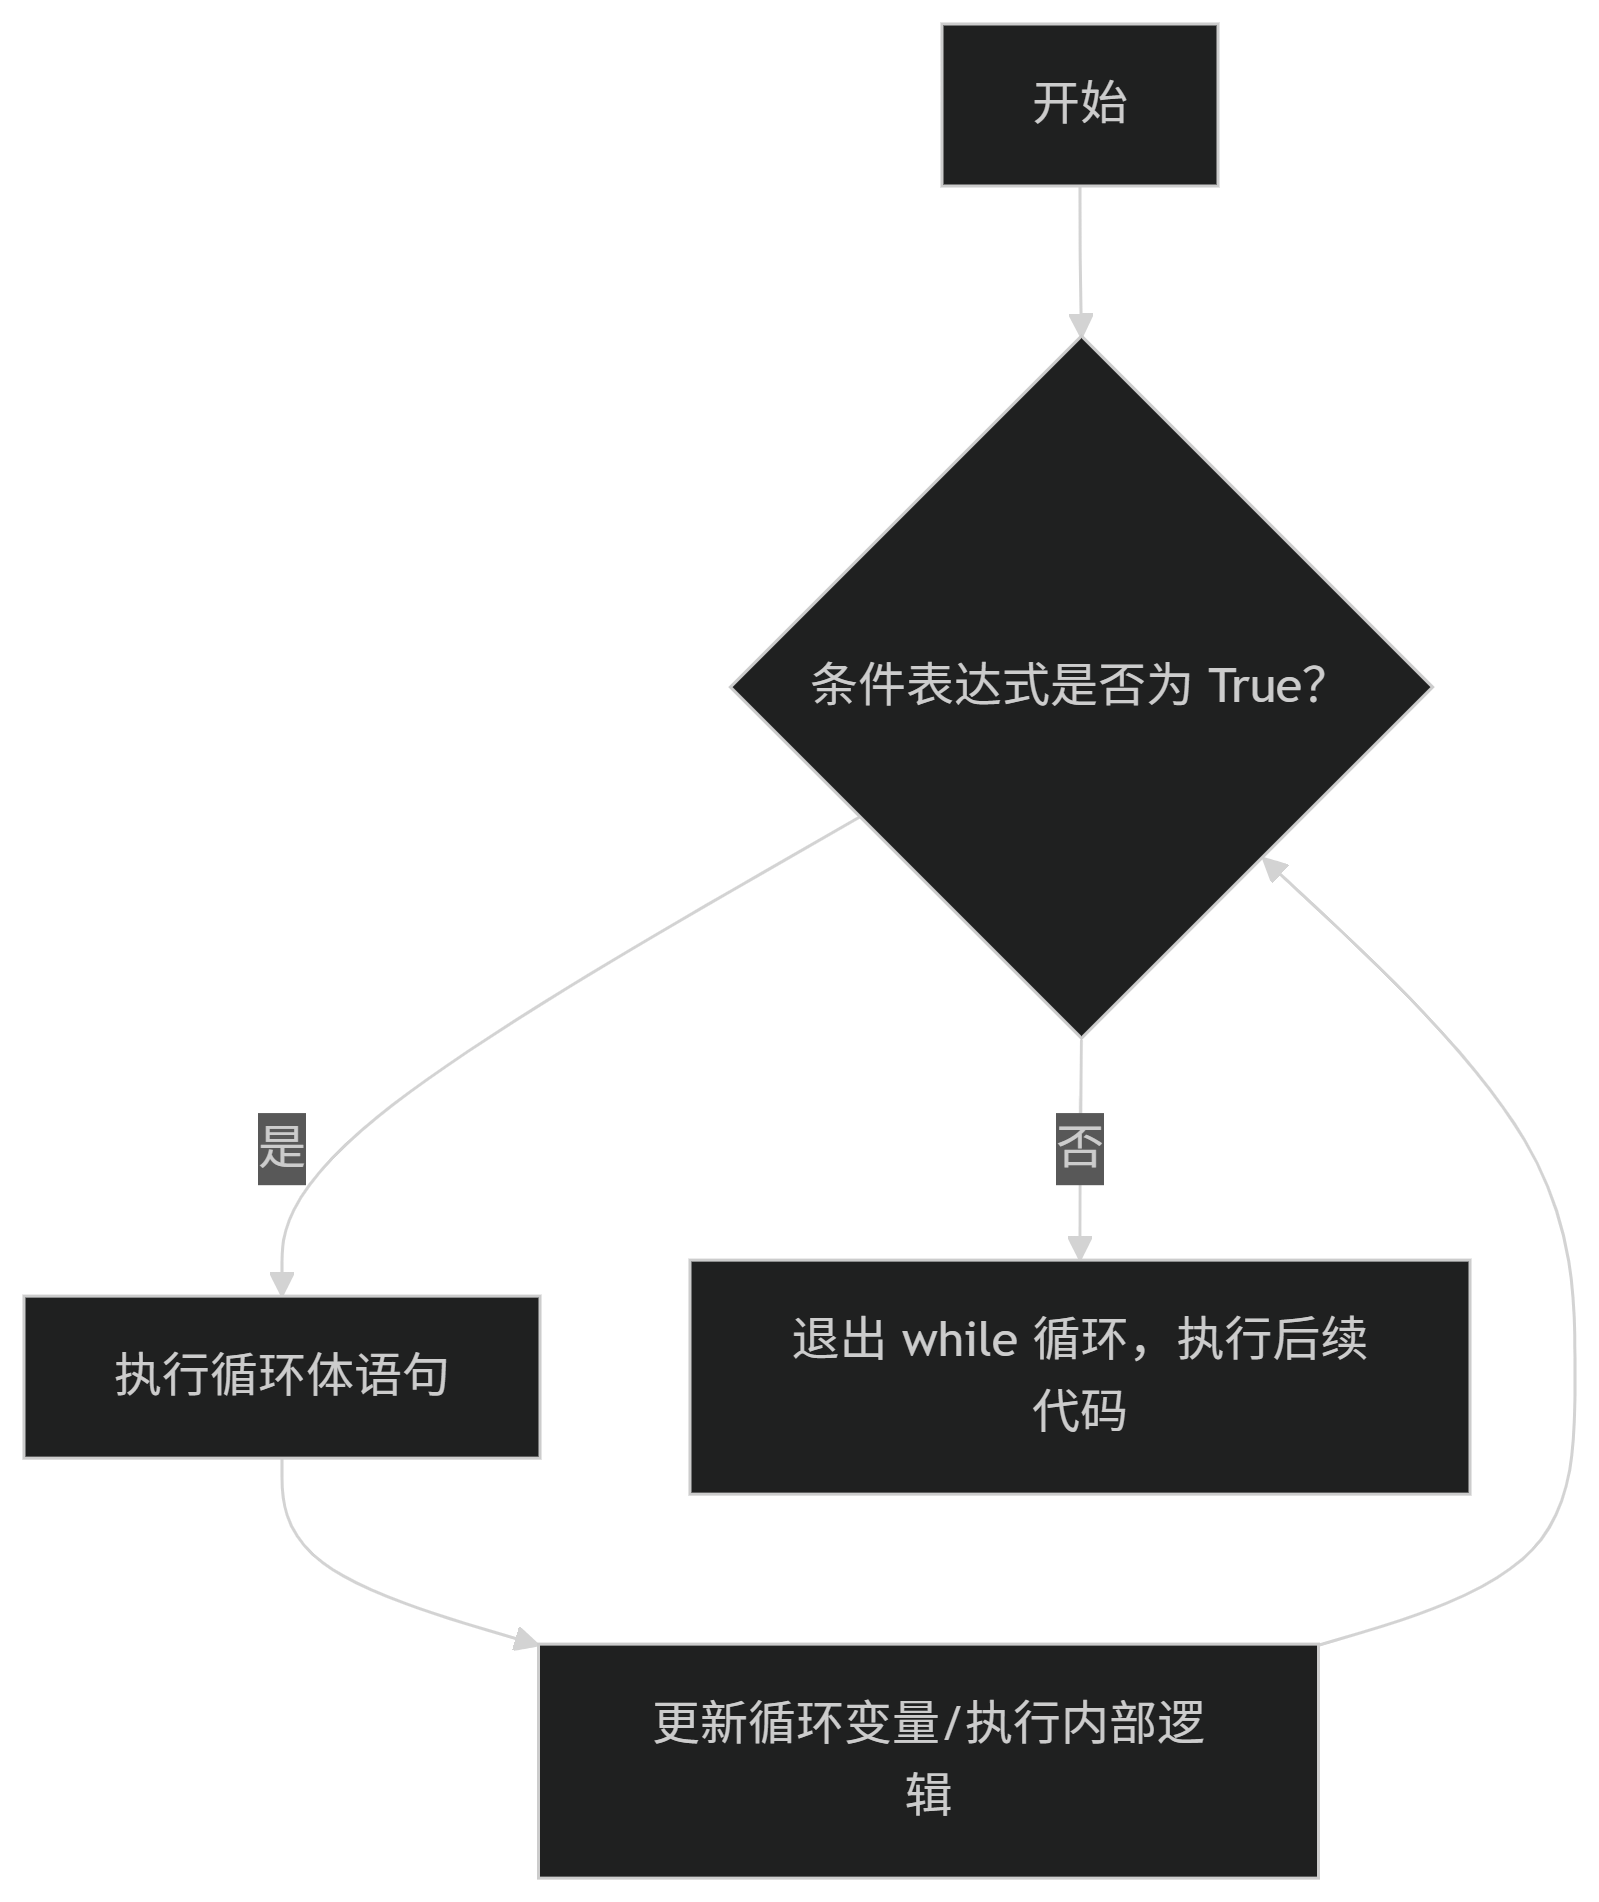 开始
条件表达式是否为 True？
是
否
执行循环体语句
退出 while 循环，执行后续
代码
更新循环变量/执行内部逻
辑